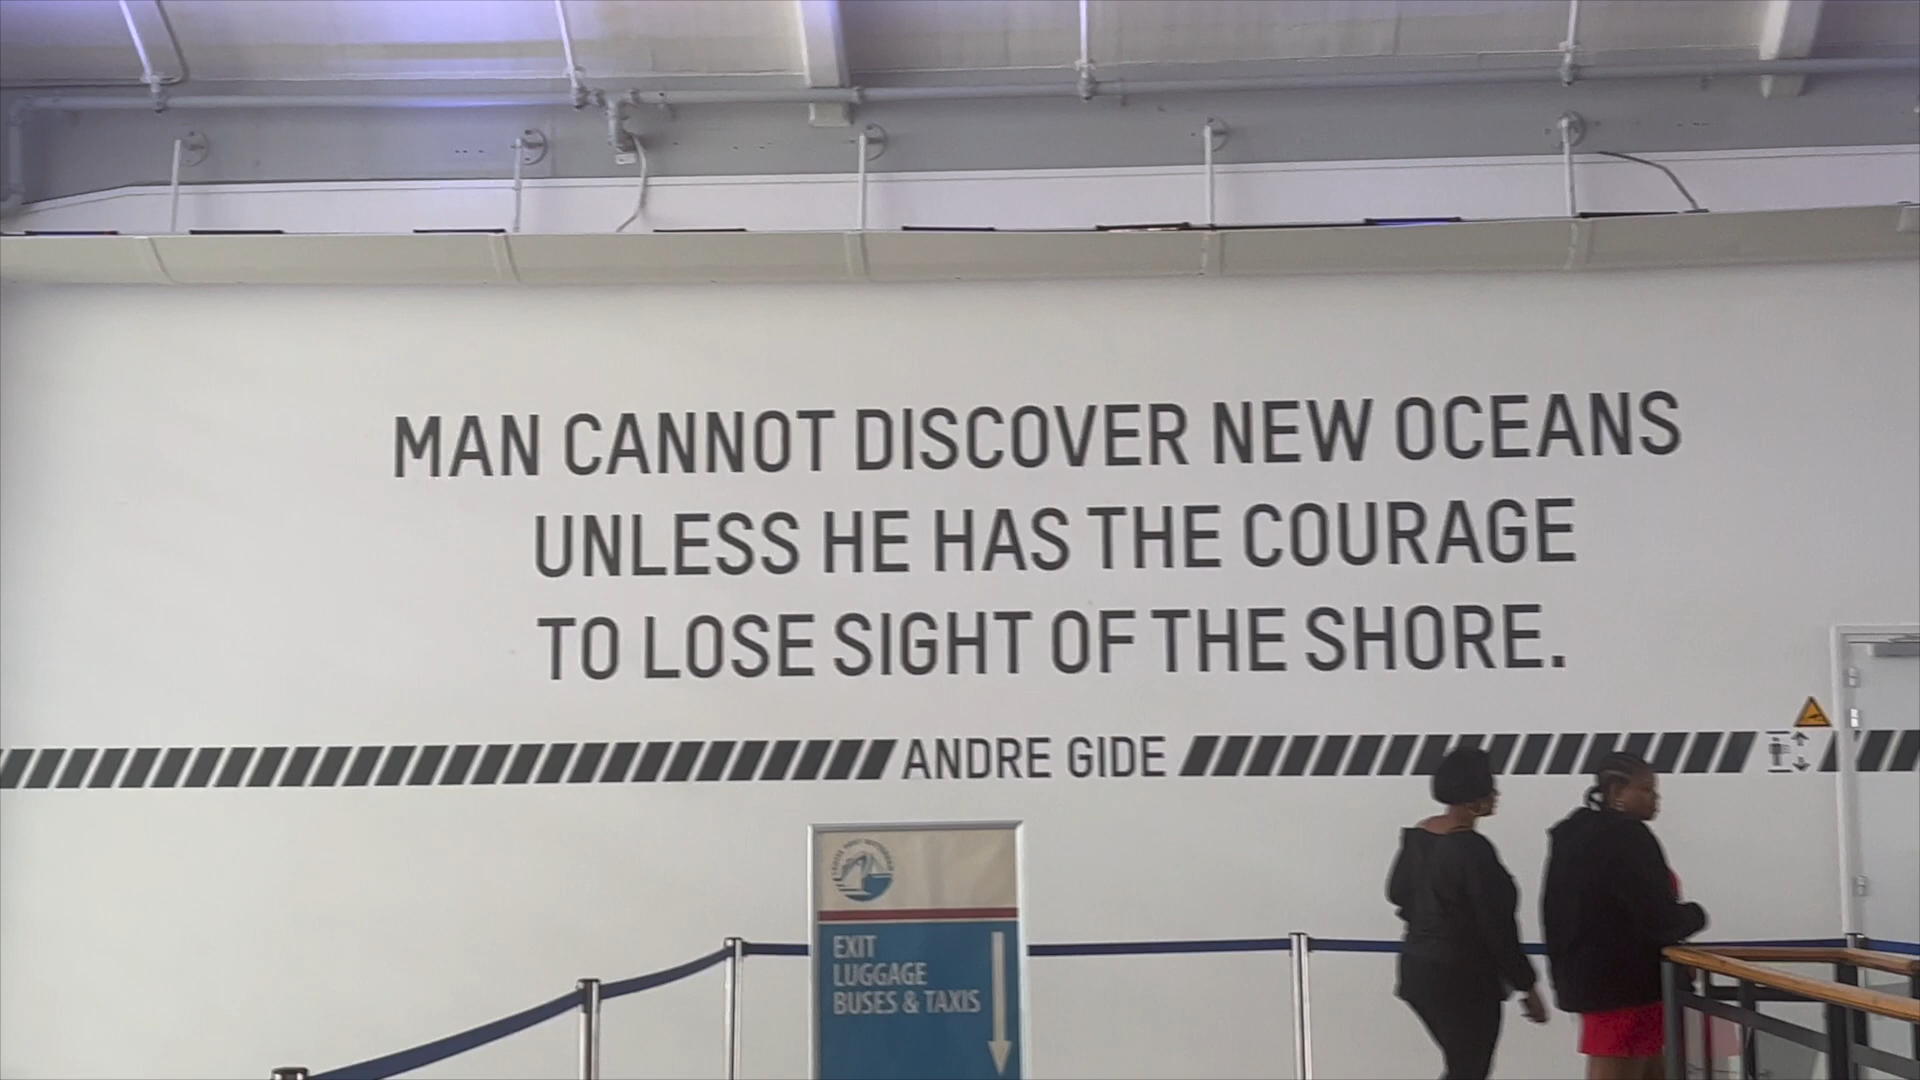 MAN CANNOT DISCOVER NEW OCEANS
UNLESS HE HAS THE COURAGE
TO LOSE SIGHT OF THE SHORE.
ANDRE GIDE
EXIT
LUGGAGE
BUSES & TAXIS